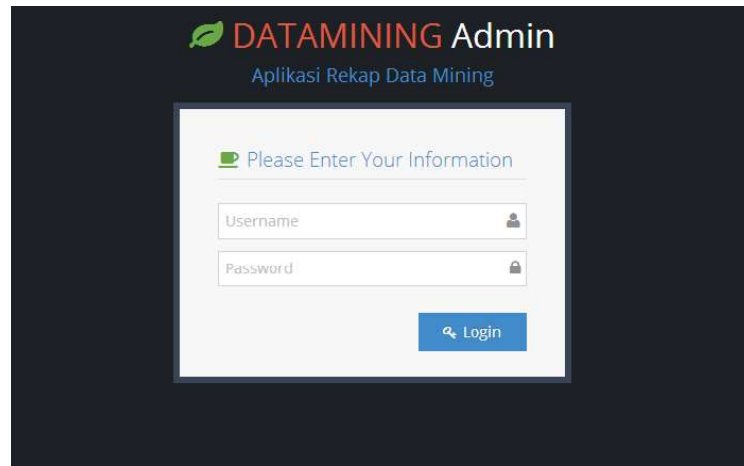 DATAMINING Admin
Aplikasi Rekap Data Mining
Please Enter Your Information
Username
Password
Login